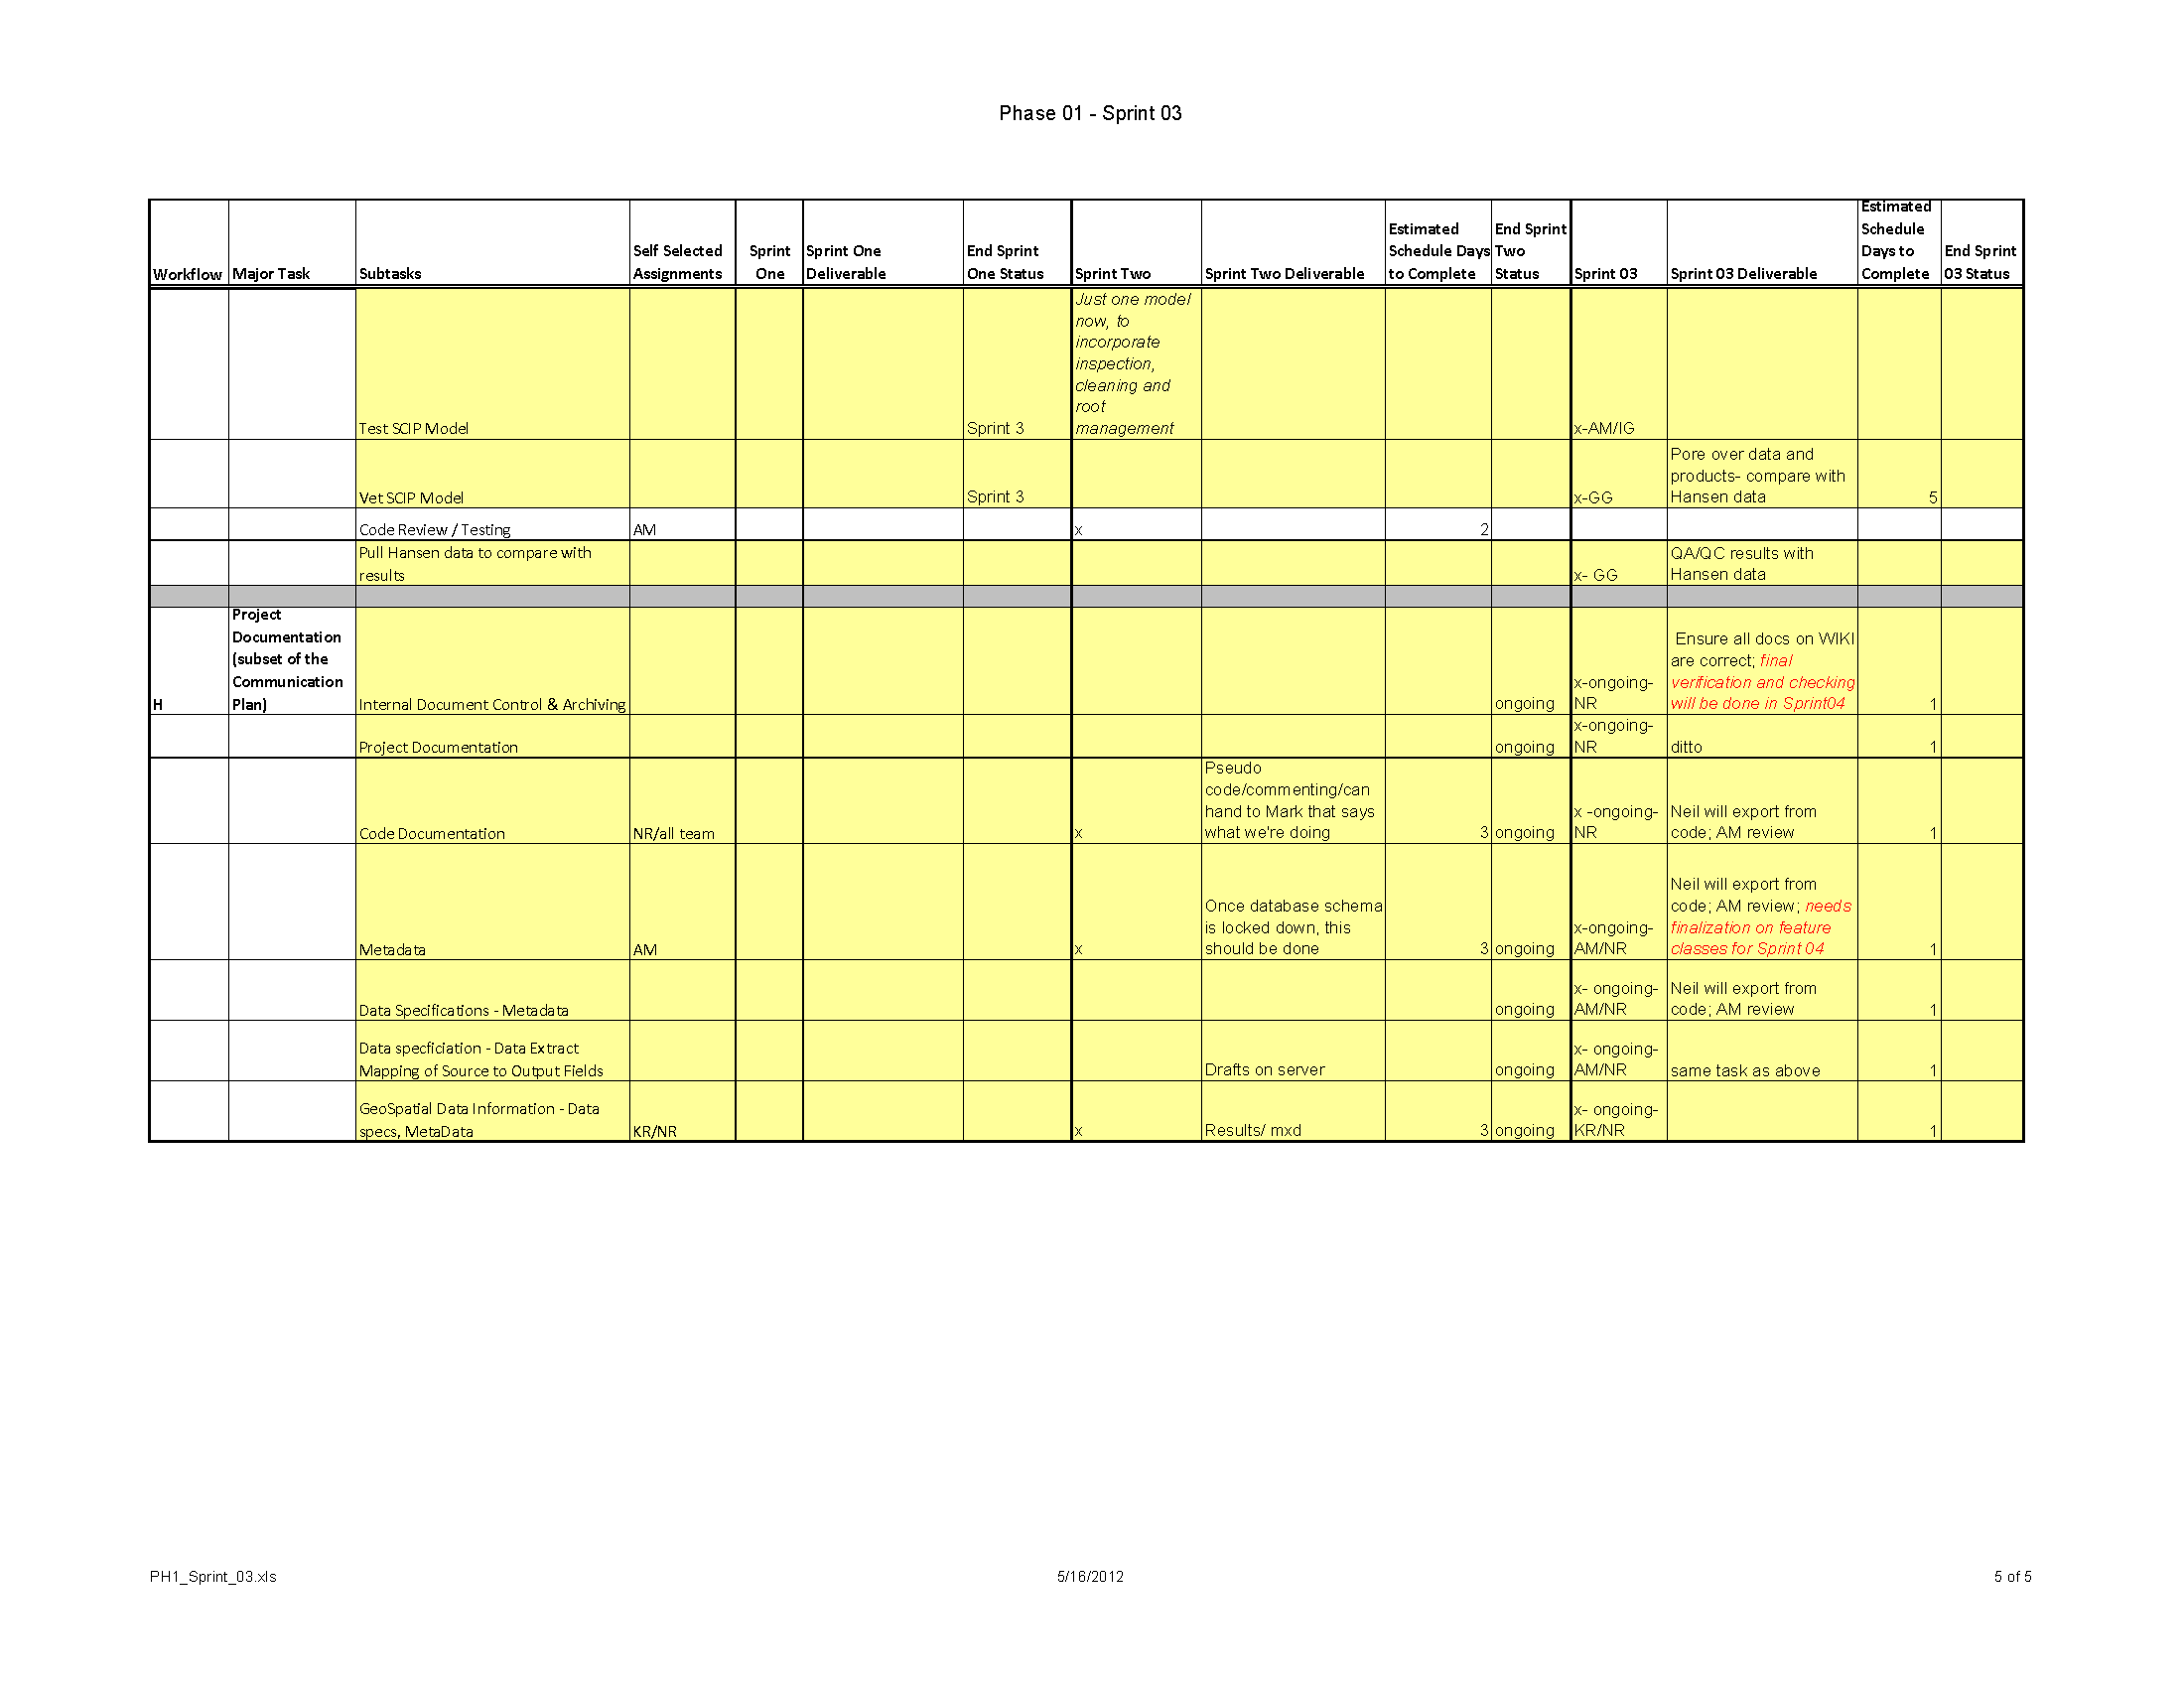 Phase 01 - Sprint 03
Workflow Major Task Subtasks Self Selected Assignments Sprint One Sprint One Deliverable End Sprint One Status Sprint Two Sprint Two Deliverable Estimated Schedule Days to Complete End Sprint Two Status Sprint 03 Sprint 03 Deliverable Estimated Schedule Days to Complete End Sprint 03 Status
Test SCIP Model Sprint 3 Just one model now, to incorporate inspection, cleaning and root management x-AM/IG
Vet SCIP Model Sprint 3 x-GG Pore over data and products- compare with Hansen data 5
Code Review / Testing AM x 2
Pull Hansen data to compare with results x- GG QA/QC results with Hansen data
H Project Documentation (subset of the Communication Plan) Internal Document Control & Archiving ongoing x-ongoing-NR Ensure all docs on WIKI are correct; final verification and checking will be done in Sprint04 1
Project Documentation ongoing x-ongoing-NR ditto 1
Code Documentation NR/all team x Pseudo code/commenting/can hand to Mark that says what we're doing 3 ongoing x -ongoing-NR Neil will export from code; AM review 1
Metadata AM x Once database schema is locked down, this should be done 3 ongoing x-ongoing-AM/NR Neil will export from code; AM review; needs finalization on feature classes for Sprint 04 1
Data Specifications - Metadata ongoing x- ongoing-AM/NR Neil will export from code; AM review 1
Data specficiation - Data Extract Mapping of Source to Output Fields Drafts on server ongoing x- ongoing-AM/NR same task as above 1
GeoSpatial Data Information - Data specs, MetaData KR/NR x Results/ mxd 3 ongoing x- ongoing-KR/NR 1
PH1_Sprint_03.xls 5/16/2012 5 of 5